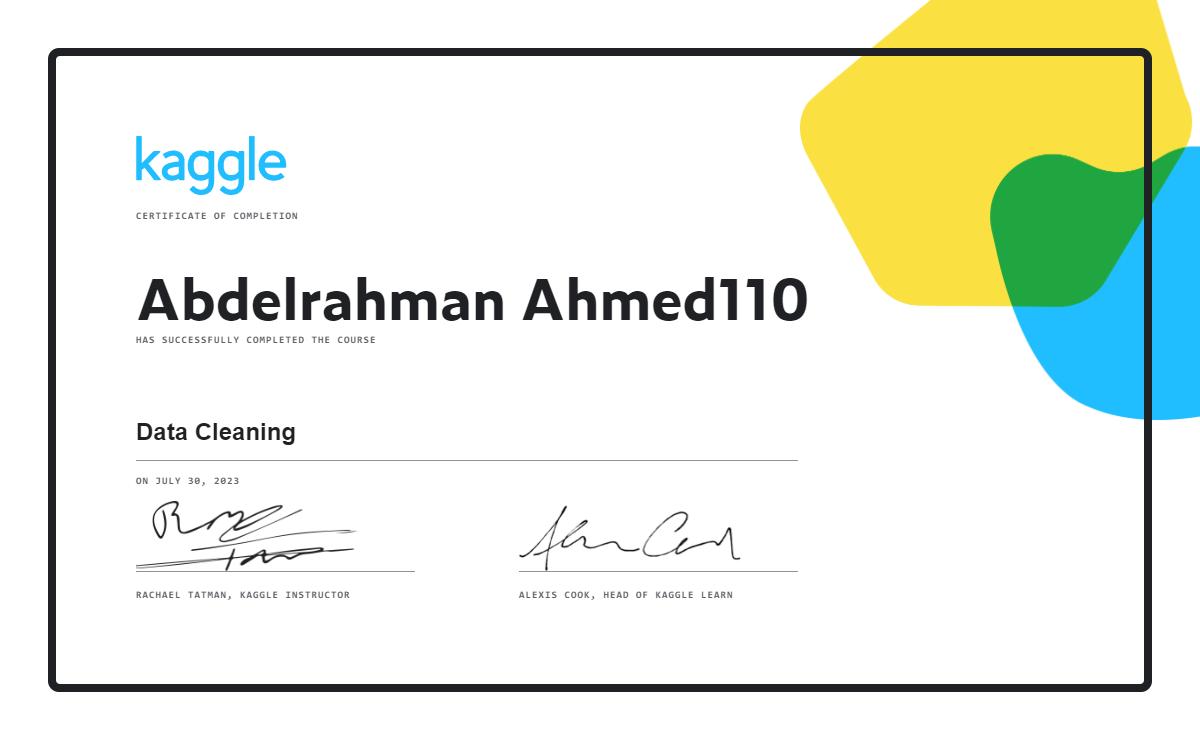 kaggle
CERTIFICATE OF COMPLETION
Abdelrahman Ahmed110
HAS SUCCESSFULLY COMPLETED THE COURSE
Data Cleaning
ON JULY 30, 2023
RACHAEL TATMAN, KAGGLE INSTRUCTOR
ALEXIS COOK, HEAD OF KAGGLE LEARN